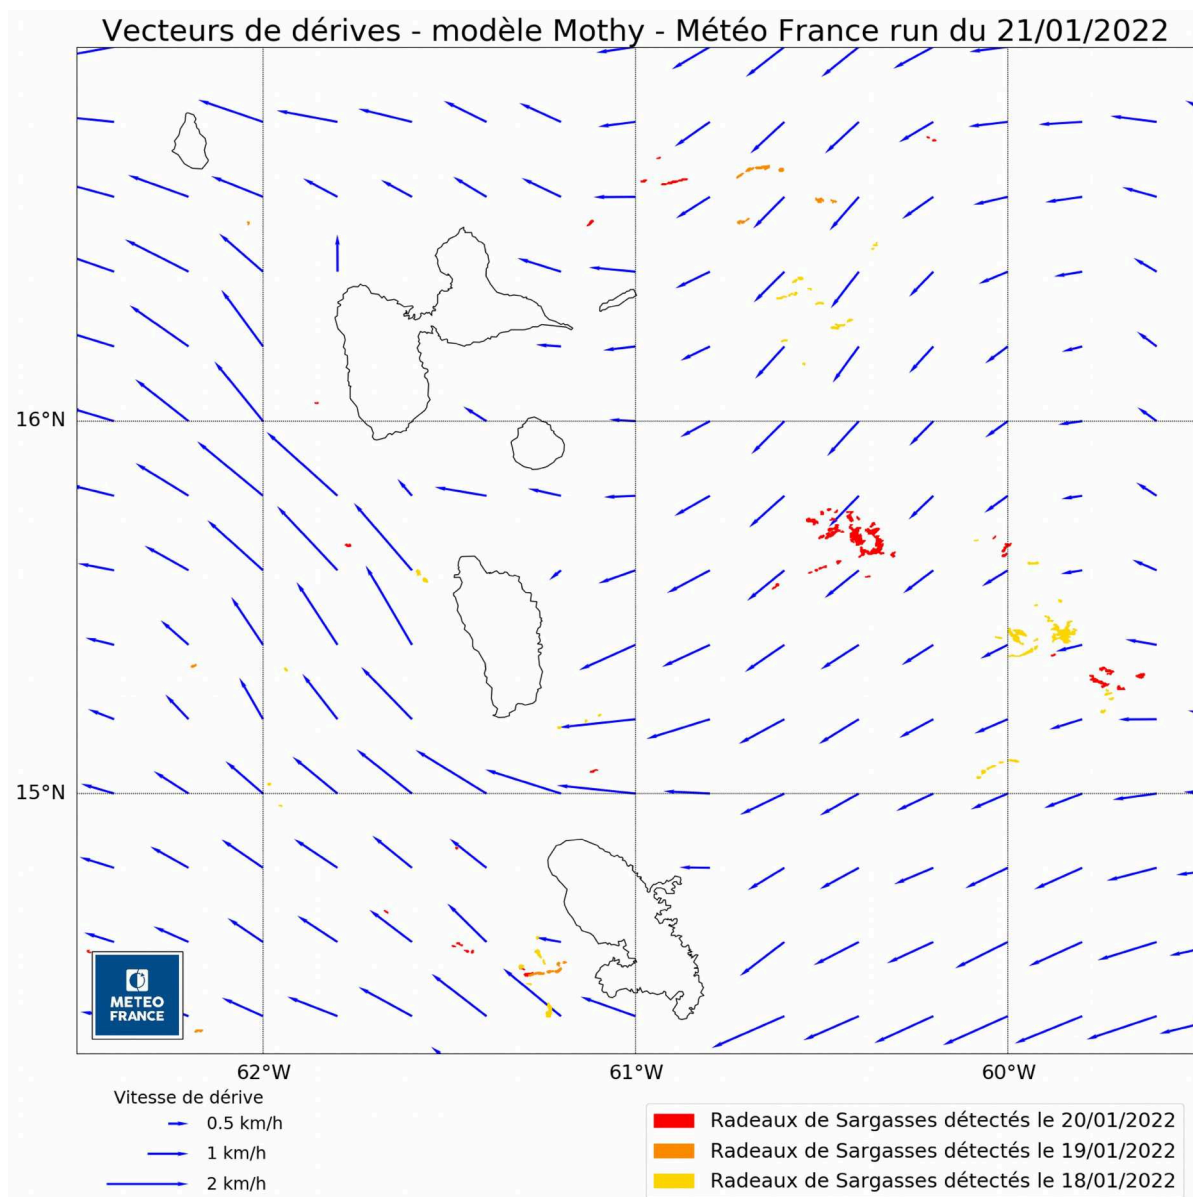 Vecteurs de dérives - modèle Mothy - Météo France run du 21/01/2022
16°N
15°N
METEO
FRANCE
62°W
61°W
60°W
Vitesse de dérive
0.5 km/h
1 km/h
2 km/h
Radeaux de Sargasses détectés le 20/01/2022
Radeaux de Sargasses détectés le 19/01/2022
Radeaux de Sargasses détectés le 18/01/2022